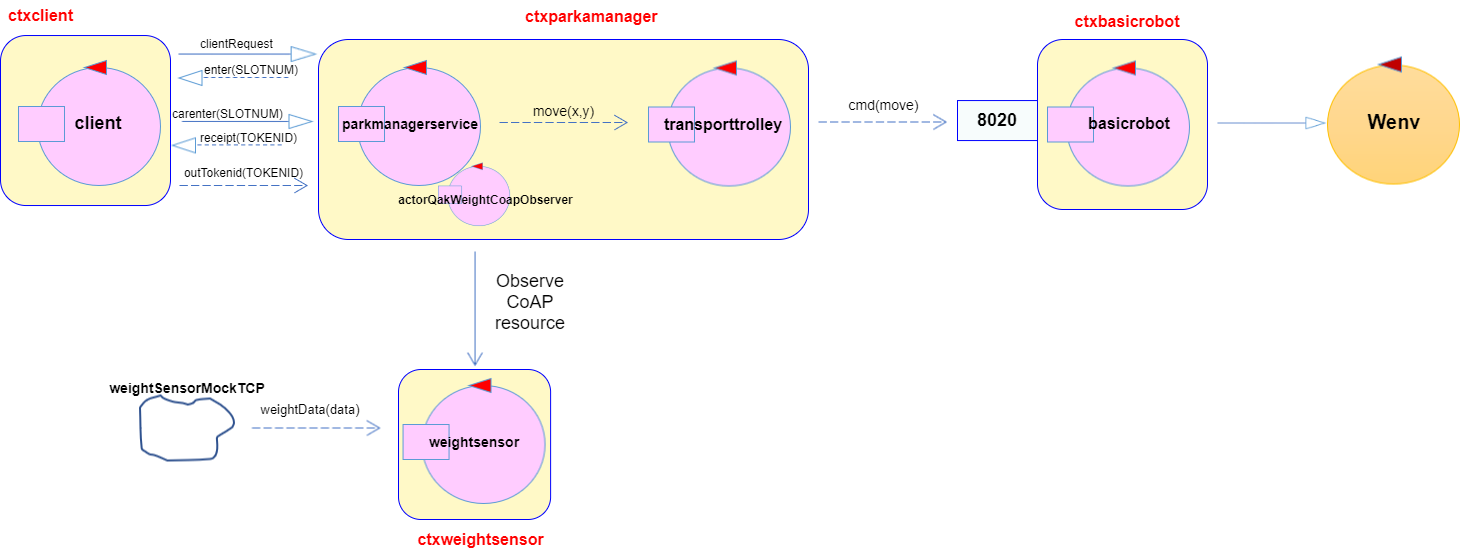 ctxclient
ctxparkamanager
ctxbasicrobot
clientRequest
enter(SLOTNUM)
carenter(SLOTNUM)
receipt(TOKENID)
outTokenid(TOKENID)
client
parkmanagerservice
move(x,y)
transporttrolley
cmd(move)
8020
basicrobot
Wenv
actorQakWeightCoapObserver
Observe
CoAP
resource
weightSensorMockTCP
weightData(data)
weightsensor
ctxweightsensor